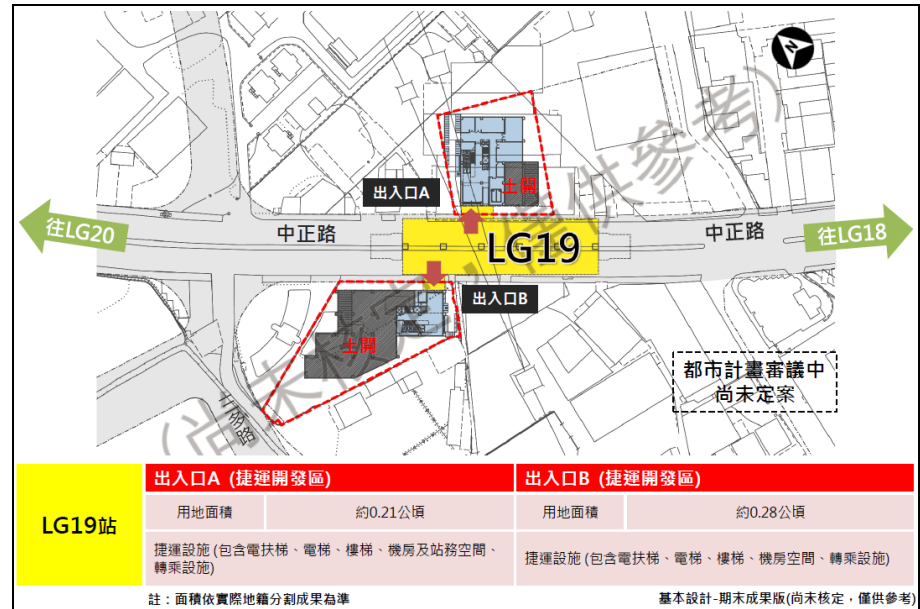 (尚未核定，僅供參考)
N
出入口A
土開
往LG20
中正路
LG19
中正路
往LG18
出入口B
土開
都市計畫審議中
尚未定案
LG19站
出入口A (捷運開發區)
出入口B (捷運開發區)
用地面積
約0.21公頃
用地面積
約0.28公頃
捷運設施 (包含電扶梯、電梯、樓梯、機房及站務空間、
轉乘設施)
捷運設施 (包含電扶梯、電梯、樓梯、機房空間、轉乘設施)
註：面積依實際地籍分割成果為準
基本設計-期末成果版(尚未核定，僅供參考)